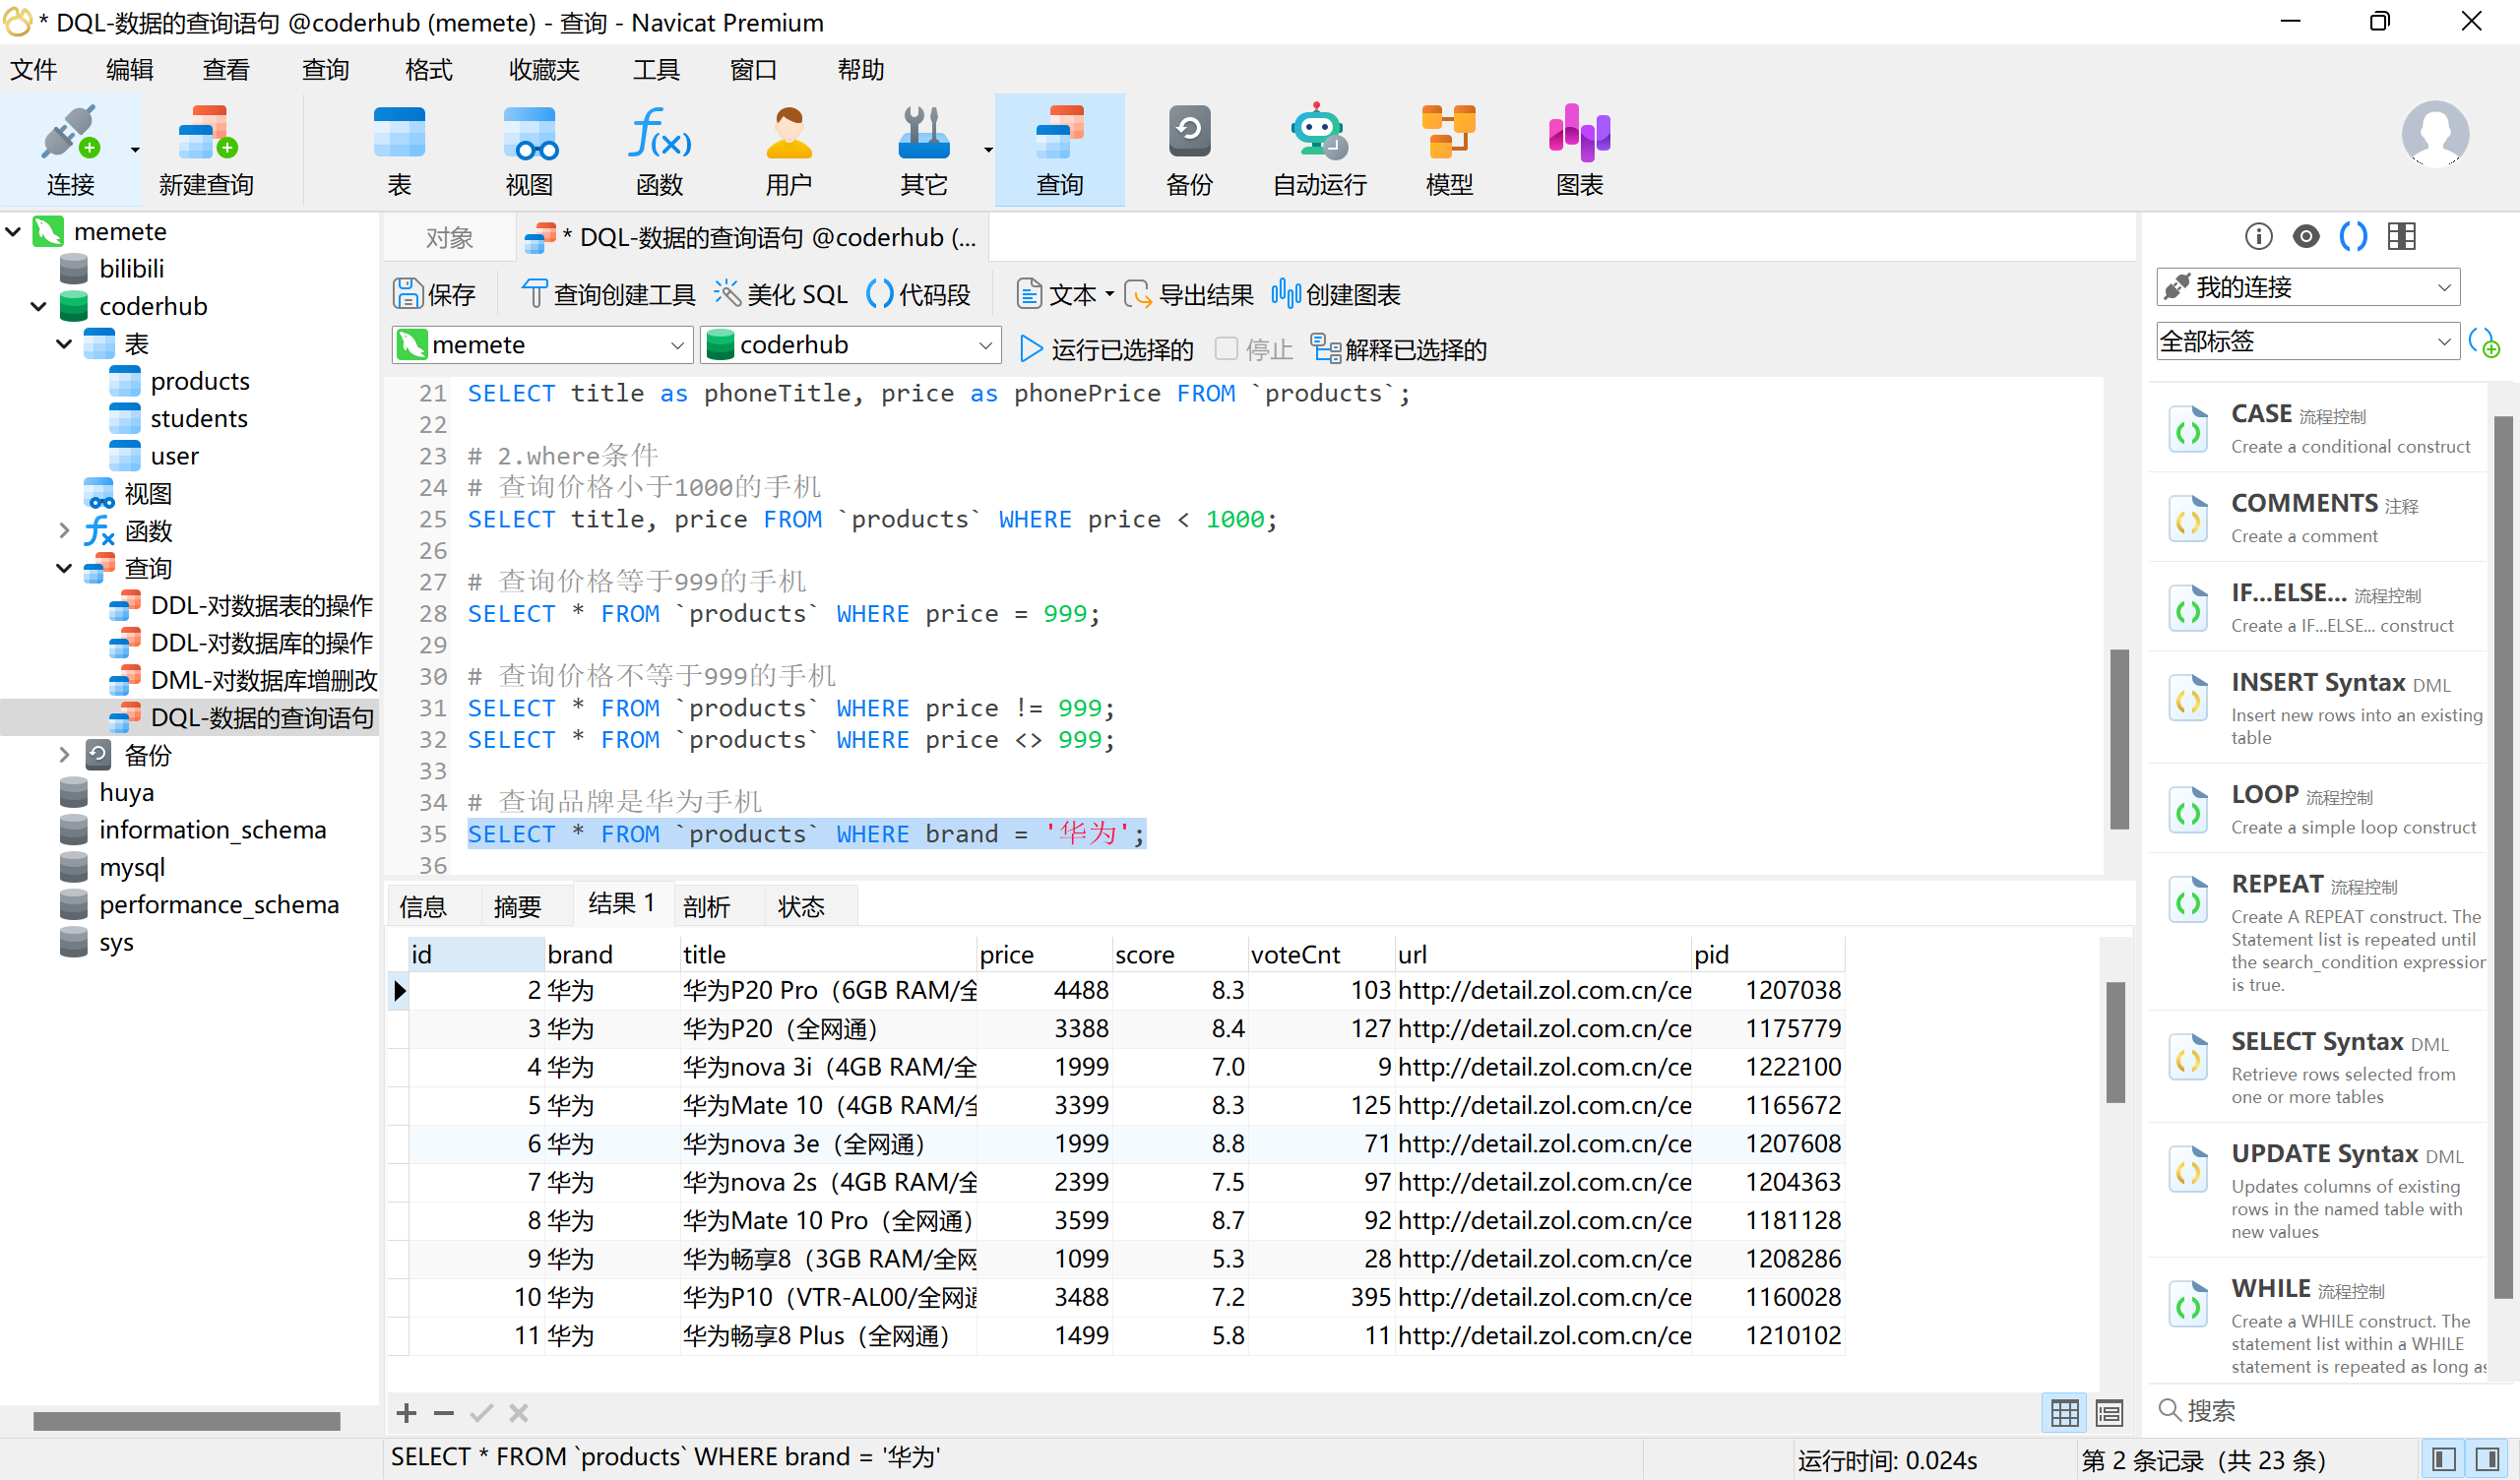 * DQL-数据的查询语句 @coderhub (memete) - 查询 - Navicat Premium
文件 编辑 查看 查询 格式 收藏夹 工具 窗口 帮助
连接 新建查询 表 视图 函数 用户 其它 查询 备份 自动运行 模型 图表
memete
bilibili
coderhub
表
products
students
user
视图
函数
查询
DDL-对数据表的操作
DDL-对数据库的操作
DML-对数据库增删改
DQL-数据的查询语句
备份
huya
information_schema
mysql
performance_schema
sys
对象 * DQL-数据的查询语句 @coderhub (...
保存 查询创建工具 美化 SQL 代码段 文本 导出结果 创建图表
memete coderhub 运行已选择的 停止 解释已选择的
21 SELECT title as phoneTitle, price as phonePrice FROM `products`;
22
23 # 2.where条件
24 # 查询价格小于1000的手机
25 SELECT title, price FROM `products` WHERE price < 1000;
26
27 # 查询价格等于999的手机
28 SELECT * FROM `products` WHERE price = 999;
29
30 # 查询价格不等于999的手机
31 SELECT * FROM `products` WHERE price != 999;
32 SELECT * FROM `products` WHERE price <> 999;
33
34 # 查询品牌是华为手机
35 SELECT * FROM `products` WHERE brand = '华为';
36
信息 摘要 结果 1 剖析 状态
id brand title price score voteCnt url pid
2 华为 华为P20 Pro（6GB RAM/全 4488 8.3 103 http://detail.zol.com.cn/ce 1207038
3 华为 华为P20（全网通） 3388 8.4 127 http://detail.zol.com.cn/ce 1175779
4 华为 华为nova 3i（4GB RAM/全 1999 7.0 9 http://detail.zol.com.cn/ce 1222100
5 华为 华为Mate 10（4GB RAM/全 3399 8.3 125 http://detail.zol.com.cn/ce 1165672
6 华为 华为nova 3e（全网通） 1999 8.8 71 http://detail.zol.com.cn/ce 1207608
7 华为 华为nova 2s（4GB RAM/全 2399 7.5 97 http://detail.zol.com.cn/ce 1204363
8 华为 华为Mate 10 Pro（全网通） 3599 8.7 92 http://detail.zol.com.cn/ce 1181128
9 华为 华为畅享8（3GB RAM/全网 1099 5.3 28 http://detail.zol.com.cn/ce 1208286
10 华为 华为P10（VTR-AL00/全网通 3488 7.2 395 http://detail.zol.com.cn/ce 1160028
11 华为 华为畅享8 Plus（全网通） 1499 5.8 11 http://detail.zol.com.cn/ce 1210102
我的连接
全部标签
CASE 流程控制
Create a conditional construct
COMMENTS 注释
Create a comment
IF...ELSE... 流程控制
Create a IF...ELSE... construct
INSERT Syntax DML
Insert new rows into an existing
table
LOOP 流程控制
Create a simple loop construct
REPEAT 流程控制
Create A REPEAT construct. The
Statement list is repeated until
the search_condition expression
is true.
SELECT Syntax DML
Retrieve rows selected from
one or more tables
UPDATE Syntax DML
Updates columns of existing
rows in the named table with
new values
WHILE 流程控制
Create a WHILE construct. The
statement list within a WHILE
statement is repeated as long as
搜索
SELECT * FROM `products` WHERE brand = '华为' 运行时间: 0.024s 第 2 条记录（共 23 条）